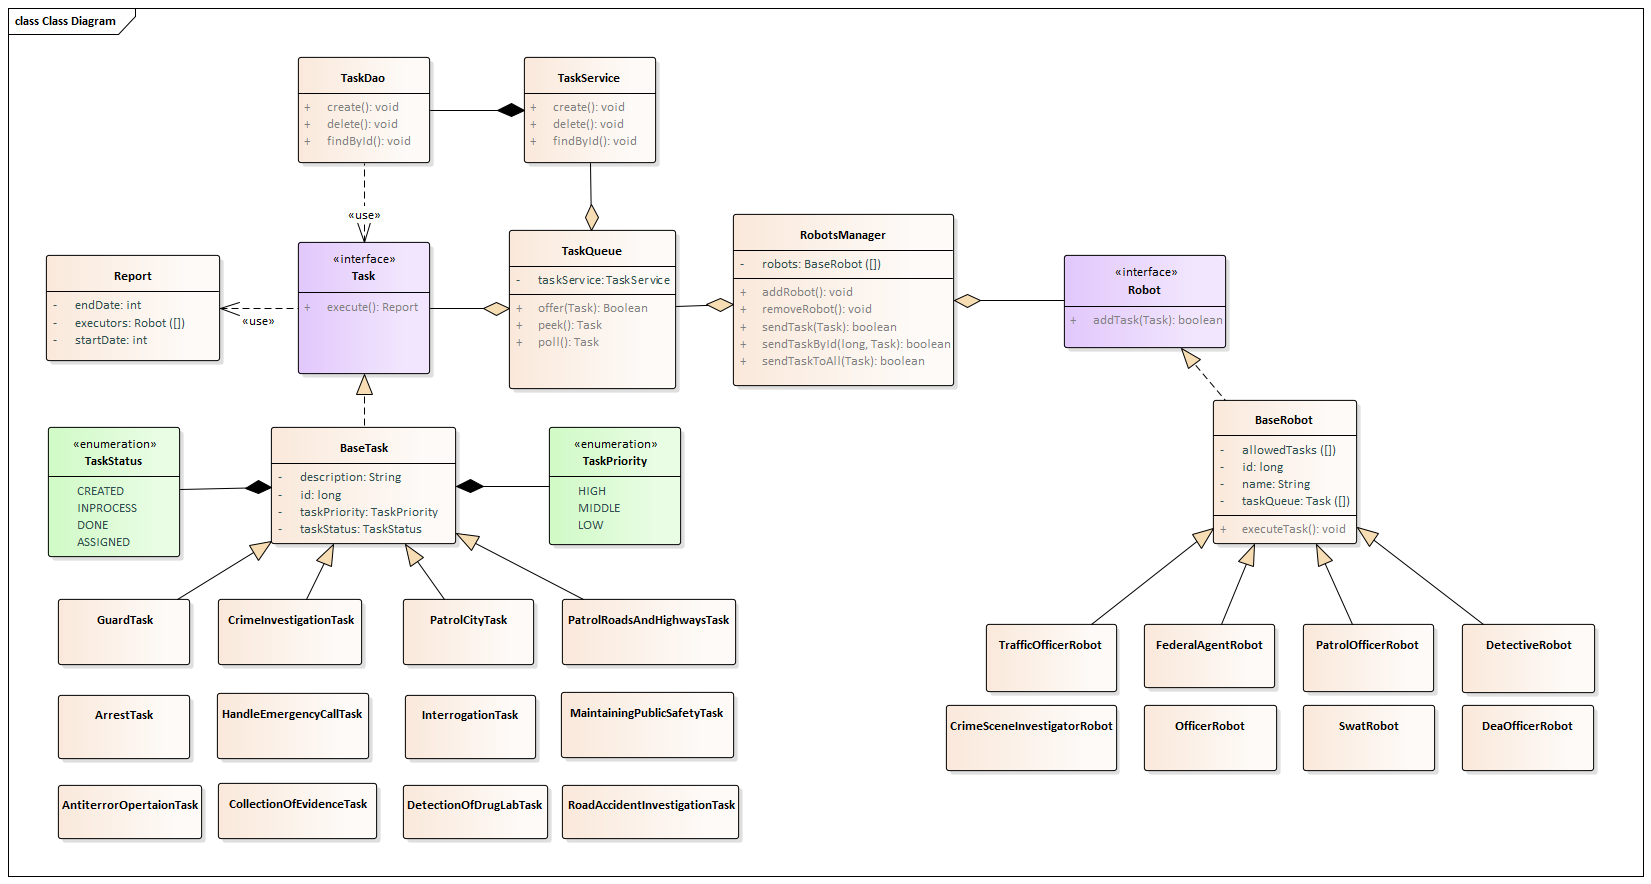 class Class Diagram
TaskDao
+ create(): void
+ delete(): void
+ findById(): void
TaskService
+ create(): void
+ delete(): void
+ findById(): void
«use»
Report
- endDate: int
- executors: Robot ([])
- startDate: int
«use»
«interface»
Task
+ execute(): Report
TaskQueue
- taskService: TaskService
+ offer(Task): Boolean
+ peek(): Task
+ poll(): Task
RobotsManager
- robots: BaseRobot ([])
+ addRobot(): void
+ removeRobot(): void
+ sendTask(Task): boolean
+ sendTaskById(long, Task): boolean
+ sendTaskToAll(Task): boolean
«interface»
Robot
+ addTask(Task): boolean
«enumeration»
TaskStatus
CREATED
INPROCESS
DONE
ASSIGNED
BaseTask
- description: String
- id: long
- taskPriority: TaskPriority
- taskStatus: TaskStatus
«enumeration»
TaskPriority
HIGH
MIDDLE
LOW
BaseRobot
- allowedTasks ([])
- id: long
- name: String
- taskQueue: Task ([])
+ executeTask(): void
GuardTask
CrimeInvestigationTask
PatrolCityTask
PatrolRoadsAndHighwaysTask
ArrestTask
HandleEmergencyCallTask
InterrogationTask
MaintainingPublicSafetyTask
AntiterrorOpertaionTask
CollectionOfEvidenceTask
DetectionOfDrugLabTask
RoadAccidentInvestigationTask
TrafficOfficerRobot
FederalAgentRobot
PatrolOfficerRobot
DetectiveRobot
CrimeSceneInvestigatorRobot
OfficerRobot
SwatRobot
DeaOfficerRobot